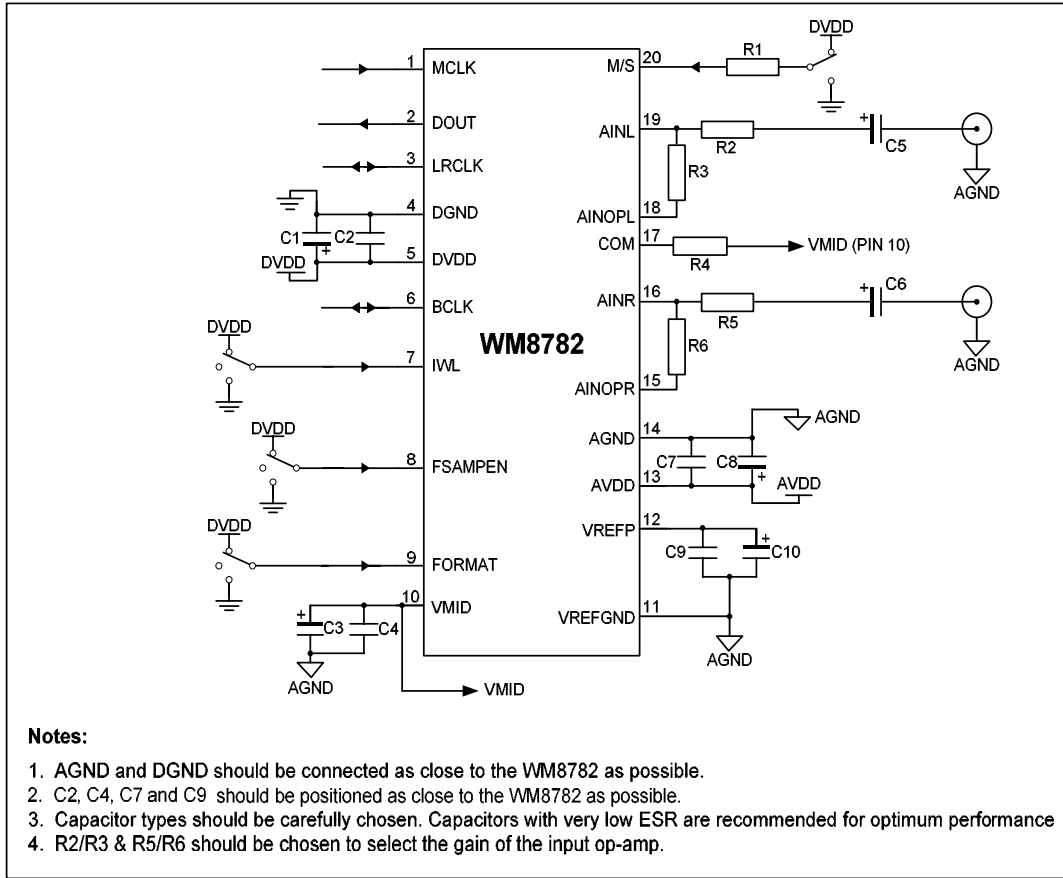 DVDD
1 MCLK M/S 20 R1
2 DOUT AINL 19 + R2 C5
3 LRCLK R3 AGND
4 DGND AINOPL 18
C1 C2 + COM 17 R4 VMID (PIN 10)
DVDD 5 DVDD
6 BCLK AINR 16 + R5 C6
DVDD WM8782 R6 AGND
7 IWL AINOPR 15
AGND 14 AGND
DVDD C7 C8 +
8 FSAMPEN AVDD 13 AVDD
DVDD VREFP 12
9 FORMAT C9 + C10
10 VMID
+ C3 C4 VREFGND 11
AGND AGND
VMID
Notes:
1. AGND and DGND should be connected as close to the WM8782 as possible.
2. C2, C4, C7 and C9 should be positioned as close to the WM8782 as possible.
3. Capacitor types should be carefully chosen. Capacitors with very low ESR are recommended for optimum performance
4. R2/R3 & R5/R6 should be chosen to select the gain of the input op-amp.